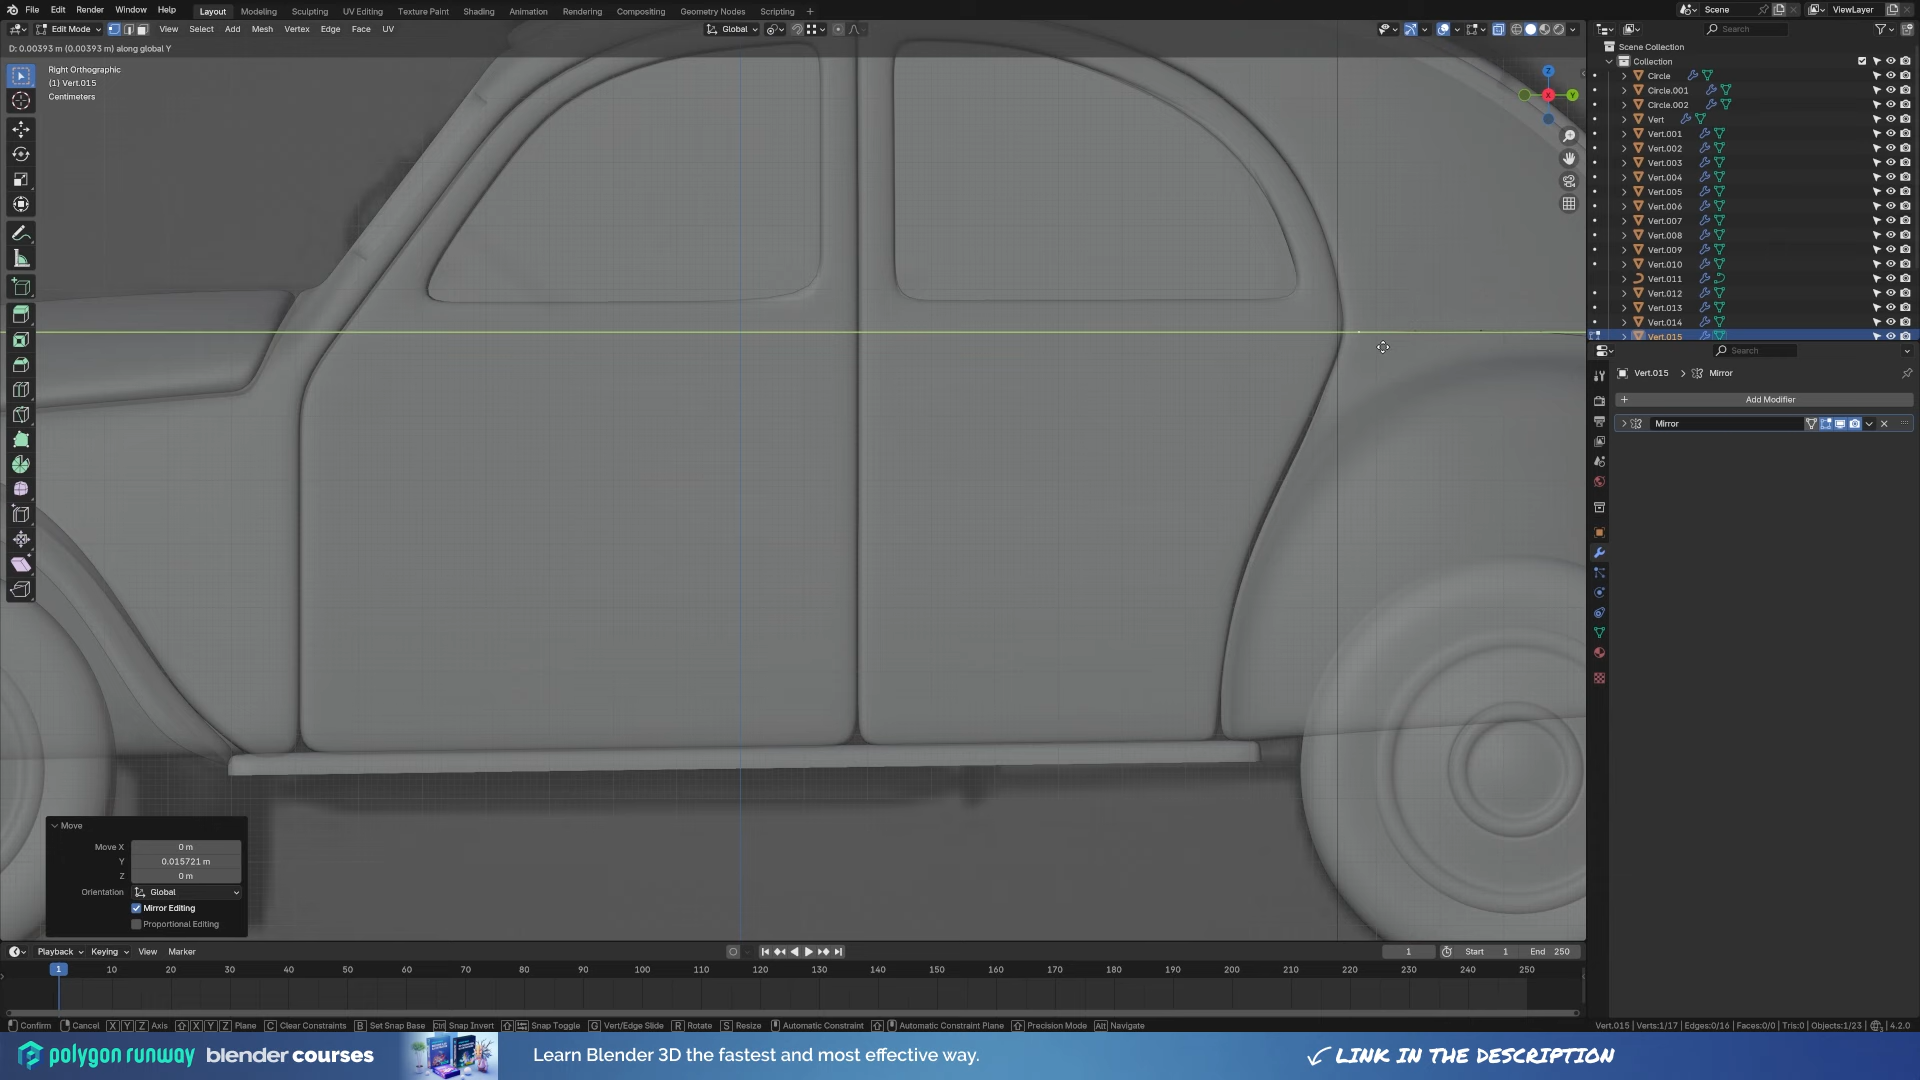 File Edit Render Window Help Layout Modeling Sculpting UV Editing Texture Paint Shading Animation Rendering Compositing Geometry Nodes Scripting + Scene ViewLayer
Edit Mode View Select Add Mesh Vertex Edge Face UV Global Search
D: 0.00393 m (0.00393 m) along global Y
Right Orthographic
(1) Vert.015
Centimeters
Z
X
Y
Scene Collection
Collection
Circle
Circle.001
Circle.002
Vert
Vert.001
Vert.002
Vert.003
Vert.004
Vert.005
Vert.006
Vert.007
Vert.008
Vert.009
Vert.010
Vert.011
Vert.012
Vert.013
Vert.014
Vert.015
Search
Vert.015 Mirror
+ Add Modifier
Mirror
Move
Move X 0 m
Y 0.015721 m
Z 0 m
Orientation Global
Mirror Editing
Proportional Editing
Playback Keying View Marker 1 Start 1 End 250
1 10 20 30 40 50 60 70 80 90 100 110 120 130 140 150 160 170 180 190 200 210 220 230 240 250
Confirm Cancel X Y Z Axis X Y Z Plane C Clear Constraints B Set Snap Base Ctrl Snap Invert Snap Toggle G Vert/Edge Slide R Rotate S Resize Automatic Constraint Automatic Constraint Plane Precision Mode Alt Navigate Vert.015 | Verts:1/17 | Edges:0/16 | Faces:0/0 | Tris:0 | Objects:1/23 | 4.2.0
polygon runway blender courses Learn Blender 3D the fastest and most effective way. LINK IN THE DESCRIPTION